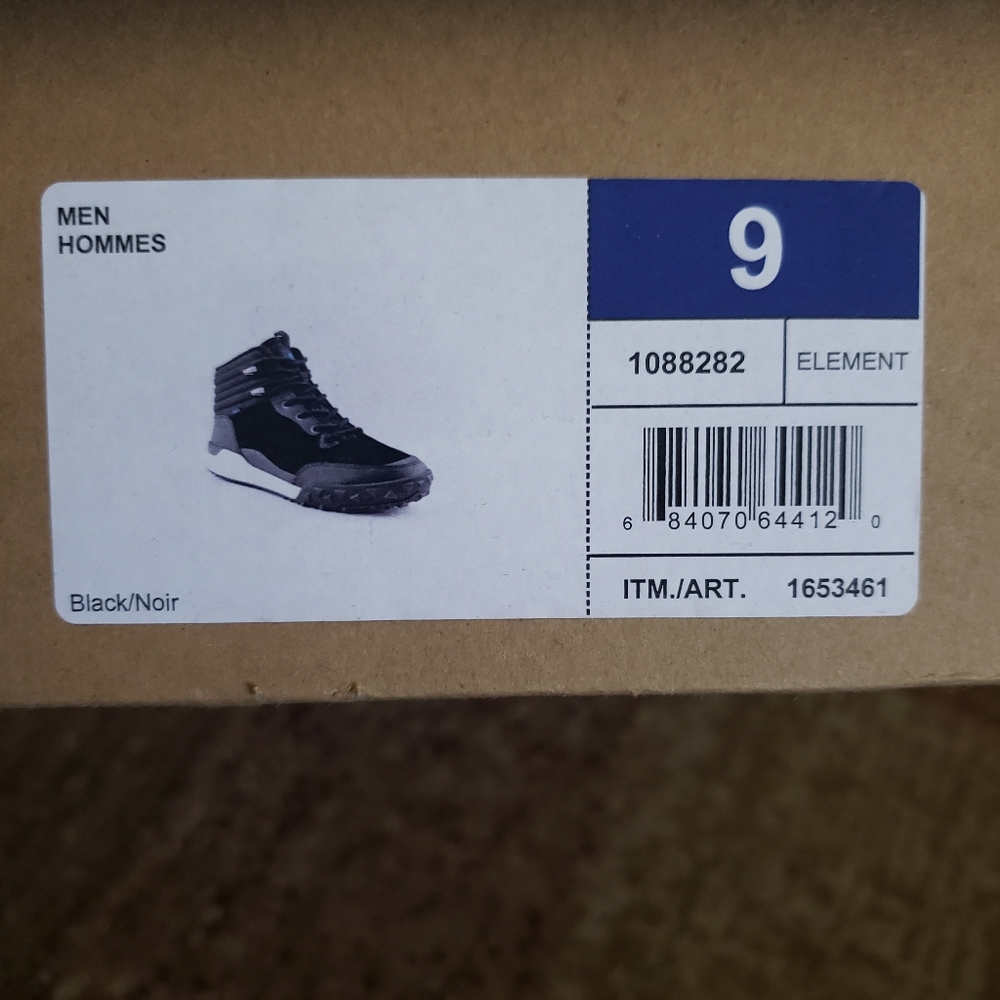 MEN
HOMMES
Black/Noir
9
1088282 ELEMENT
6 84070 64412 0
ITM./ART. 1653461